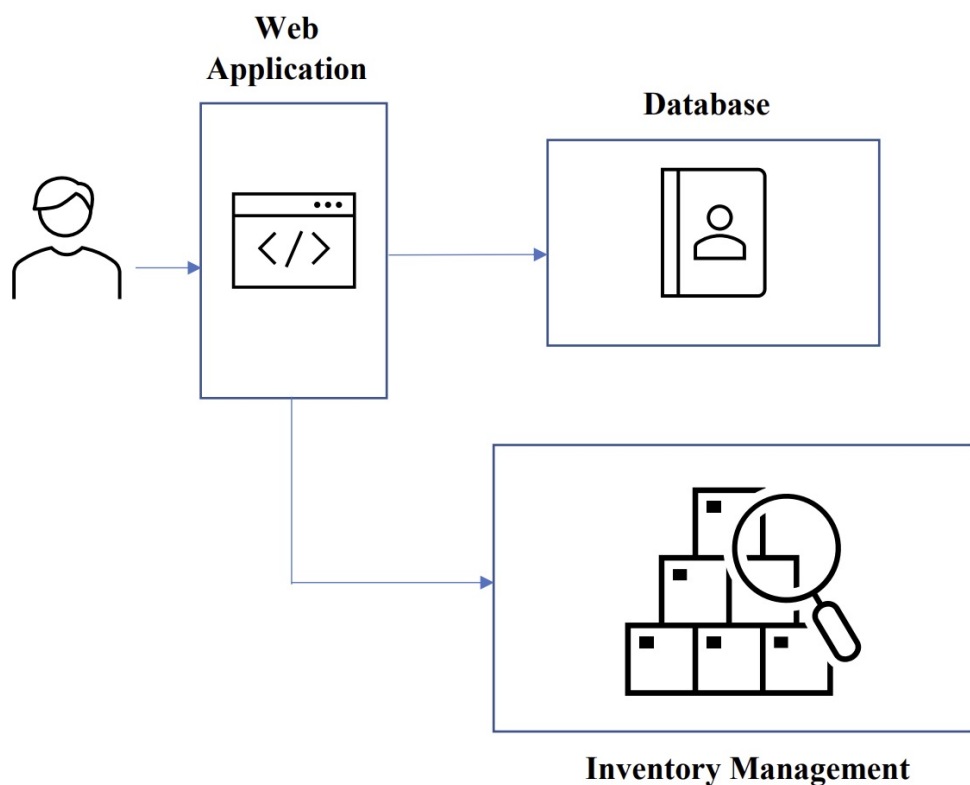 Web
Application
Database
</>
Inventory Management